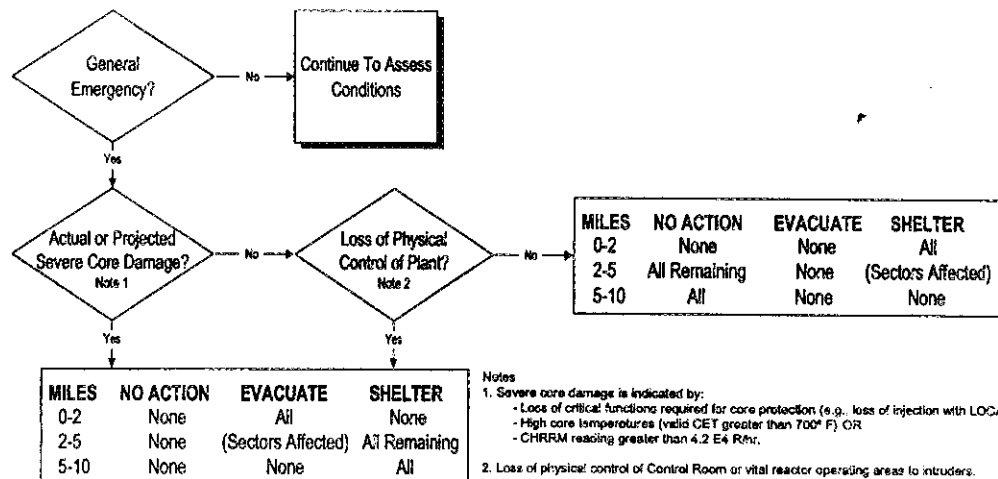 General
Emergency?
No
Continue To Assess
Conditions
Yes
Actual or Projected
Severe Core Damage?
Note 1
No
Loss of Physical
Control of Plant?
Note 2
No
MILES NO ACTION EVACUATE SHELTER
0-2 None None All
2-5 All Remaining None (Sectors Affected)
5-10 All None None
Yes
Yes
MILES NO ACTION EVACUATE SHELTER
0-2 None All None
2-5 None (Sectors Affected) All Remaining
5-10 None None All
Notes
1. Severe core damage is indicated by:
- Loss of critical functions required for core protection (e.g., loss of injection with LOCA
- High core temperatures (valid CET greater than 700° F) OR
- CHRRM reading greater than 4.2 E4 R/hr.
2. Loss of physical control of Control Room or vital reactor operating areas to intruders.